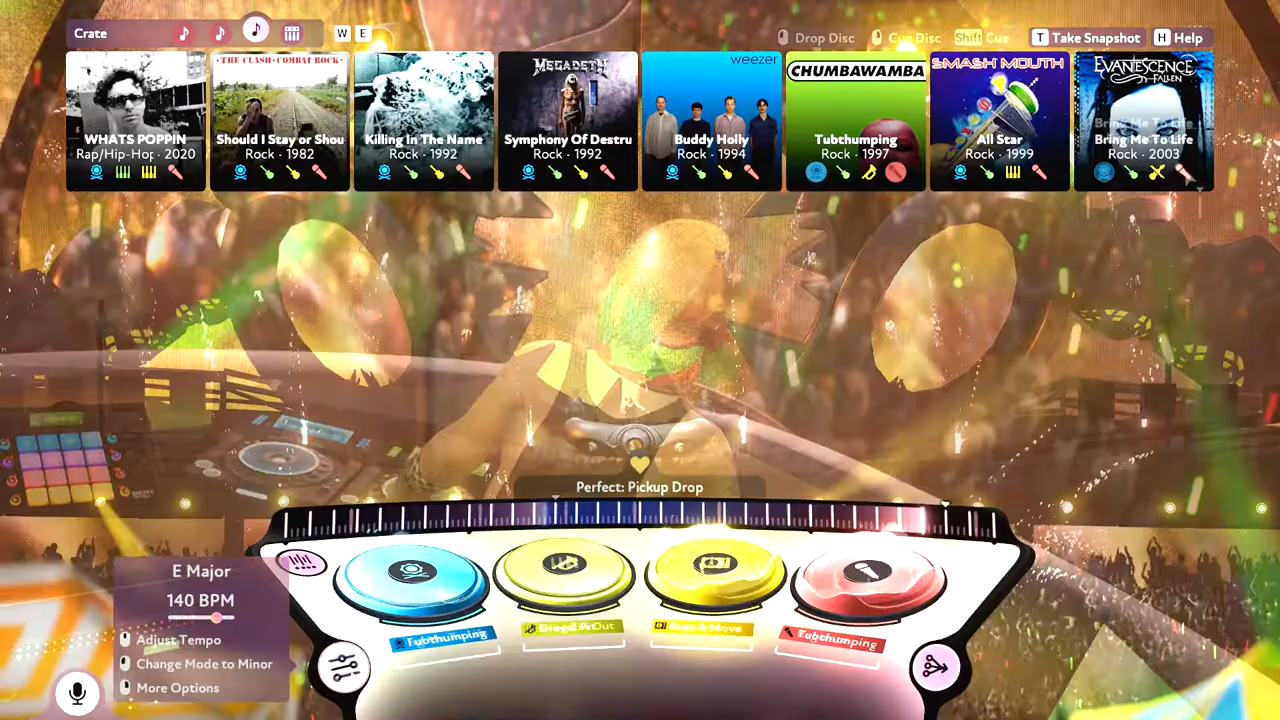 Crate
W E
Drop Disc
Cue Disc
Shift Cue
T Take Snapshot
H Help
WHATS POPPIN
Rap/Hip-Hop · 2020
THE CLASH · COMBAT ROCK
Should I Stay or Shou
Rock · 1982
Killing In The Name
Rock · 1992
MEGADETH
Symphony Of Destru
Rock · 1992
weezer
Buddy Holly
Rock · 1994
CHUMBAWAMBA
Tubthumping
Rock · 1997
SMASH MOUTH
All Star
Rock · 1999
EVANESCENCE
FALLEN
Bring Me To Life
Bring Me To Life
Rock · 2003
Perfect: Pickup Drop
E Major
140 BPM
Adjust Tempo
Change Mode to Minor
More Options
Tubthumping
Tubthumping